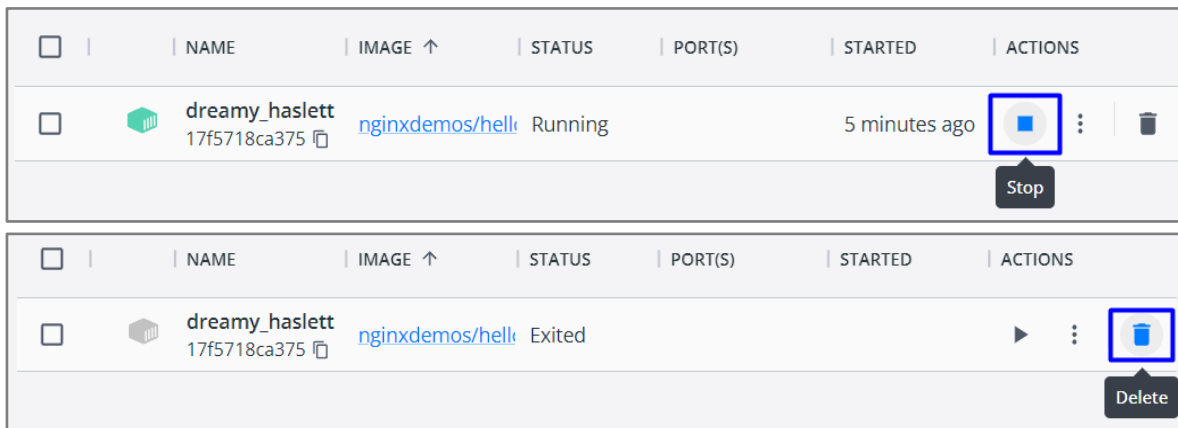 NAME IMAGE ↑ STATUS PORT(S) STARTED ACTIONS
dreamy_haslett
17f5718ca375 nginxdemos/hell Running 5 minutes ago
Stop
NAME IMAGE ↑ STATUS PORT(S) STARTED ACTIONS
dreamy_haslett
17f5718ca375 nginxdemos/hell Exited
Delete